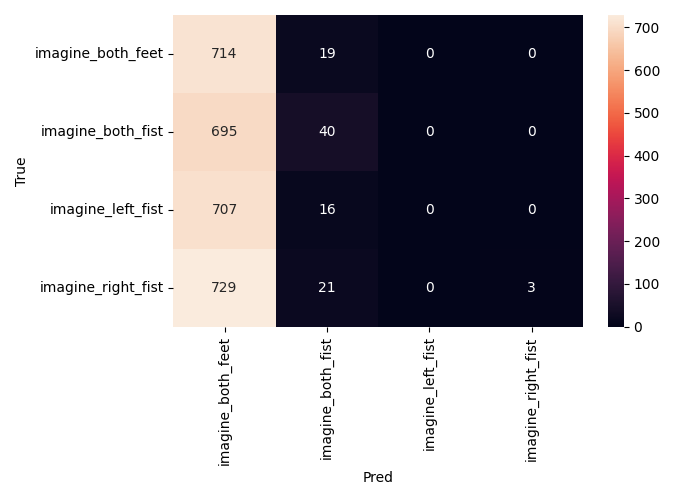 imagine_both_feet 714 19 0 0
imagine_both_fist 695 40 0 0
imagine_left_fist 707 16 0 0
imagine_right_fist 729 21 0 3
True
imagine_both_feet
imagine_both_fist
imagine_left_fist
imagine_right_fist
Pred
700
600
500
400
300
200
100
0